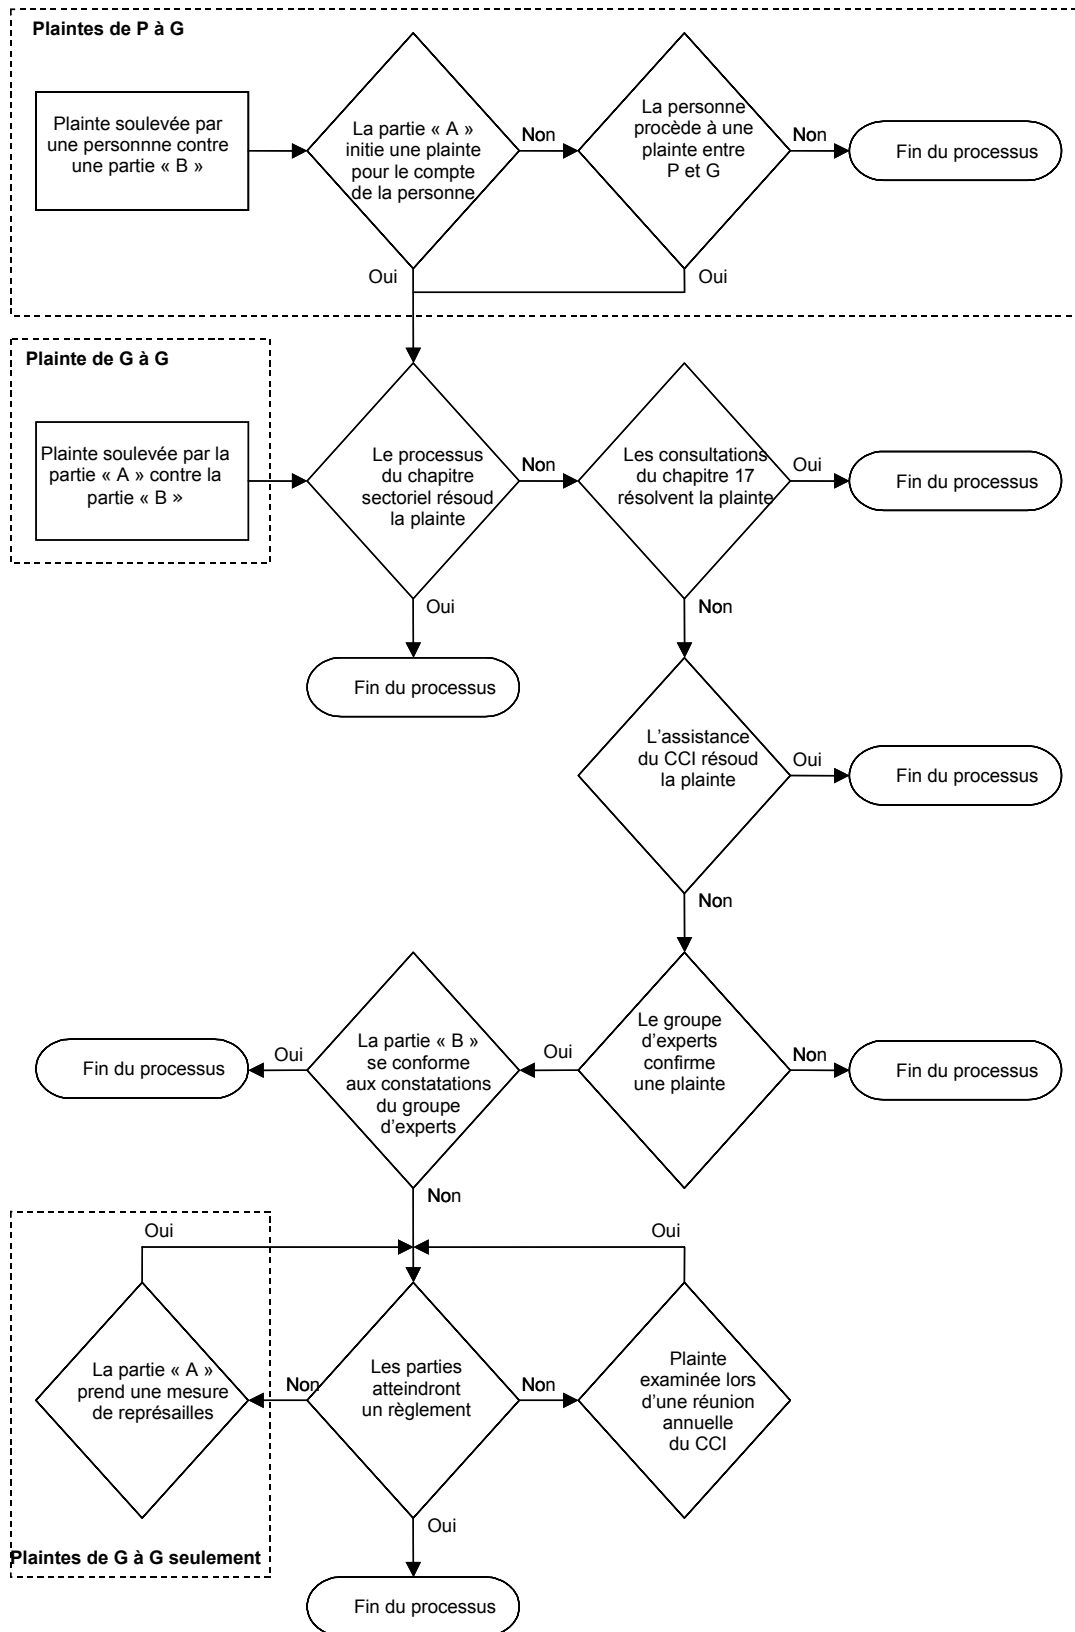 Plaintes de P à G
Plainte soulevée par
une personnne contre
une partie « B »
La partie « A »
initie une plainte
pour le compte
de la personne
Non
La personne
procède à une
plainte entre
P et G
Non
Fin du processus
Oui
Oui
Plainte de G à G
Plainte soulevée par la
partie « A » contre la
partie « B »
Le processus
du chapitre
sectoriel résoud
la plainte
Non
Les consultations
du chapitre 17
résolvent la plainte
Oui
Fin du processus
Oui
Non
Fin du processus
L'assistance
du CCI résoud
la plainte
Oui
Fin du processus
Non
Fin du processus
Oui
La partie « B »
se conforme
aux constatations
du groupe
d'experts
Oui
Le groupe
d'experts
confirme
une plainte
Non
Fin du processus
Non
Oui
Oui
La partie « A »
prend une mesure
de représailles
Non
Les parties
atteindront
un règlement
Non
Plainte
examinée lors
d'une réunion
annuelle
du CCI
Oui
Plaintes de G à G seulement
Fin du processus